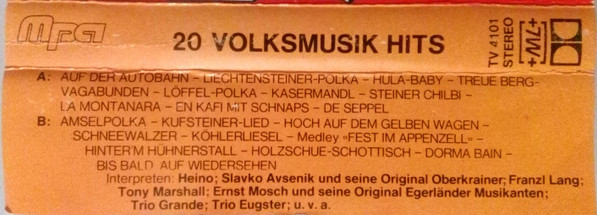 mpa
20 VOLKSMUSIK HITS
TV 4101
STEREO
+7W+
A: AUF DER AUTOBAHN – LIECHTENSTEINER-POLKA – HULA-BABY – TREUE BERG-
VAGABUNDEN – LÖFFEL-POLKA – KASERMANDL – STEINER CHILBI –
LA MONTANARA – EN KAFI MIT SCHNAPS – DE SEPPEL
B: AMSELPOLKA – KUFSTEINER-LIED – HOCH AUF DEM GELBEN WAGEN –
SCHNEEWALZER – KÖHLERLIESEL – Medley »FEST IM APPENZELL« –
HINTER'M HÜHNERSTALL – HOLZSCHUE-SCHOTTISCH – DORMA BAIN –
BIS BALD AUF WIEDERSEHEN
Interpreten: Heino; Slavko Avsenik und seine Original Oberkrainer; Franzl Lang;
Tony Marshall; Ernst Mosch und seine Original Egerländer Musikanten;
Trio Grande; Trio Eugster; u. v. a.